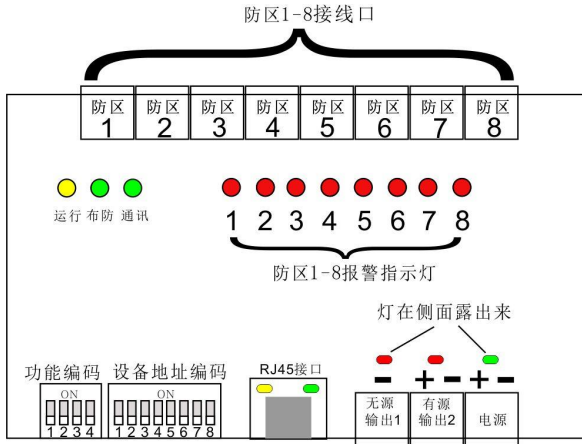 防区1-8接线口
防区 防区 防区 防区 防区 防区 防区 防区
1 2 3 4 5 6 7 8
运行 布防 通讯
1 2 3 4 5 6 7 8
防区1-8报警指示灯
灯在侧面露出来
功能编码 设备地址编码 RJ45接口
ON ON
1 2 3 4 1 2 3 4 5 6 7 8
－ ＋－ ＋－
无源 有源 电源
输出1 输出2